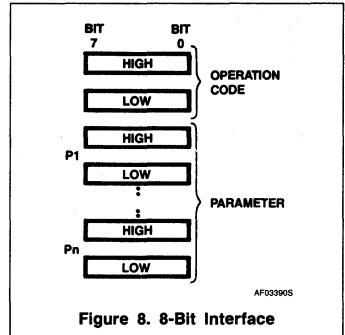 BIT BIT
7 0
HIGH
OPERATION
CODE
LOW
HIGH
P1
LOW
PARAMETER
HIGH
Pn
LOW
AF03390S
Figure 8. 8-Bit Interface